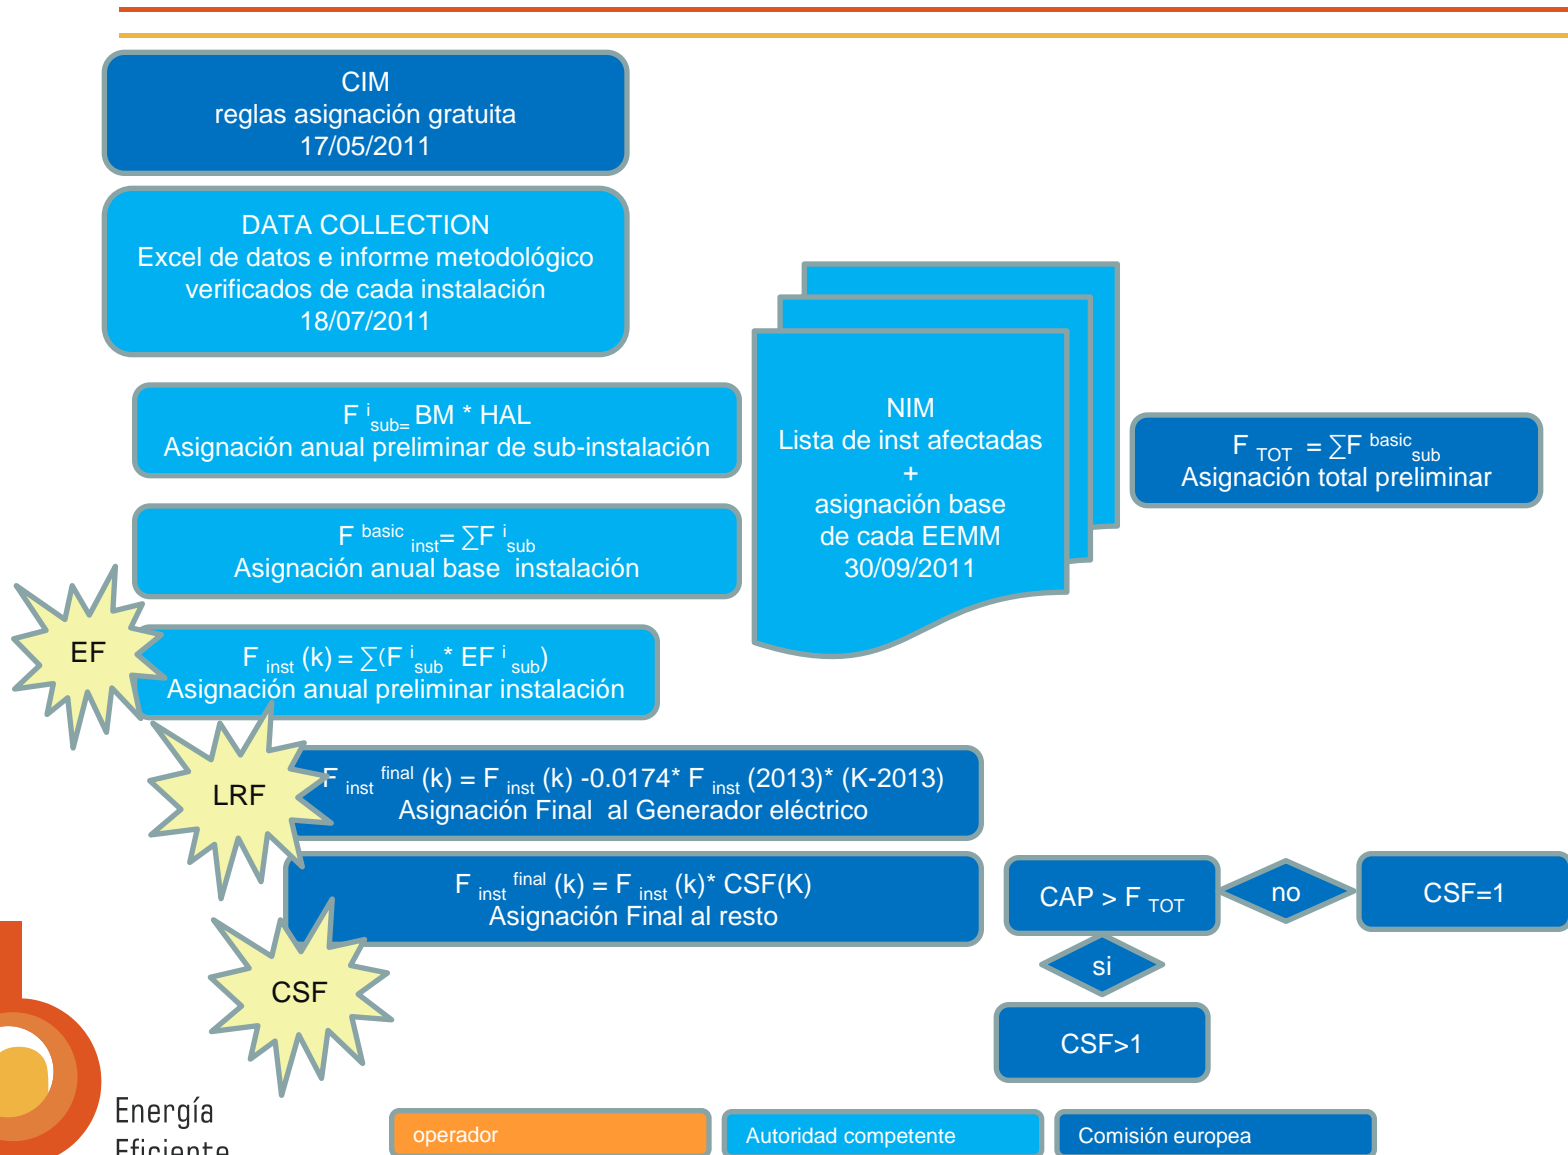 CIM
reglas asignación gratuita
17/05/2011
DATA COLLECTION
Excel de datos e informe metodológico
verificados de cada instalación
18/07/2011
F i sub= BM * HAL
Asignación anual preliminar de sub-instalación
F basic inst= ∑F i sub
Asignación anual base  instalación
NIM
Lista de inst afectadas
+
asignación base
de cada EEMM
30/09/2011
F TOT = ∑F basic sub
Asignación total preliminar
EF
F inst (k) = ∑(F i sub* EF i sub)
Asignación anual preliminar instalación
LRF
F inst final (k) = F inst (k) -0.0174* F inst (2013)* (K-2013)
Asignación Final  al Generador eléctrico
F inst final (k) = F inst (k)* CSF(K)
Asignación Final al resto
CSF
CAP > F TOT
no
CSF=1
si
CSF>1
Energía
Eficiente
operador
Autoridad competente
Comisión europea